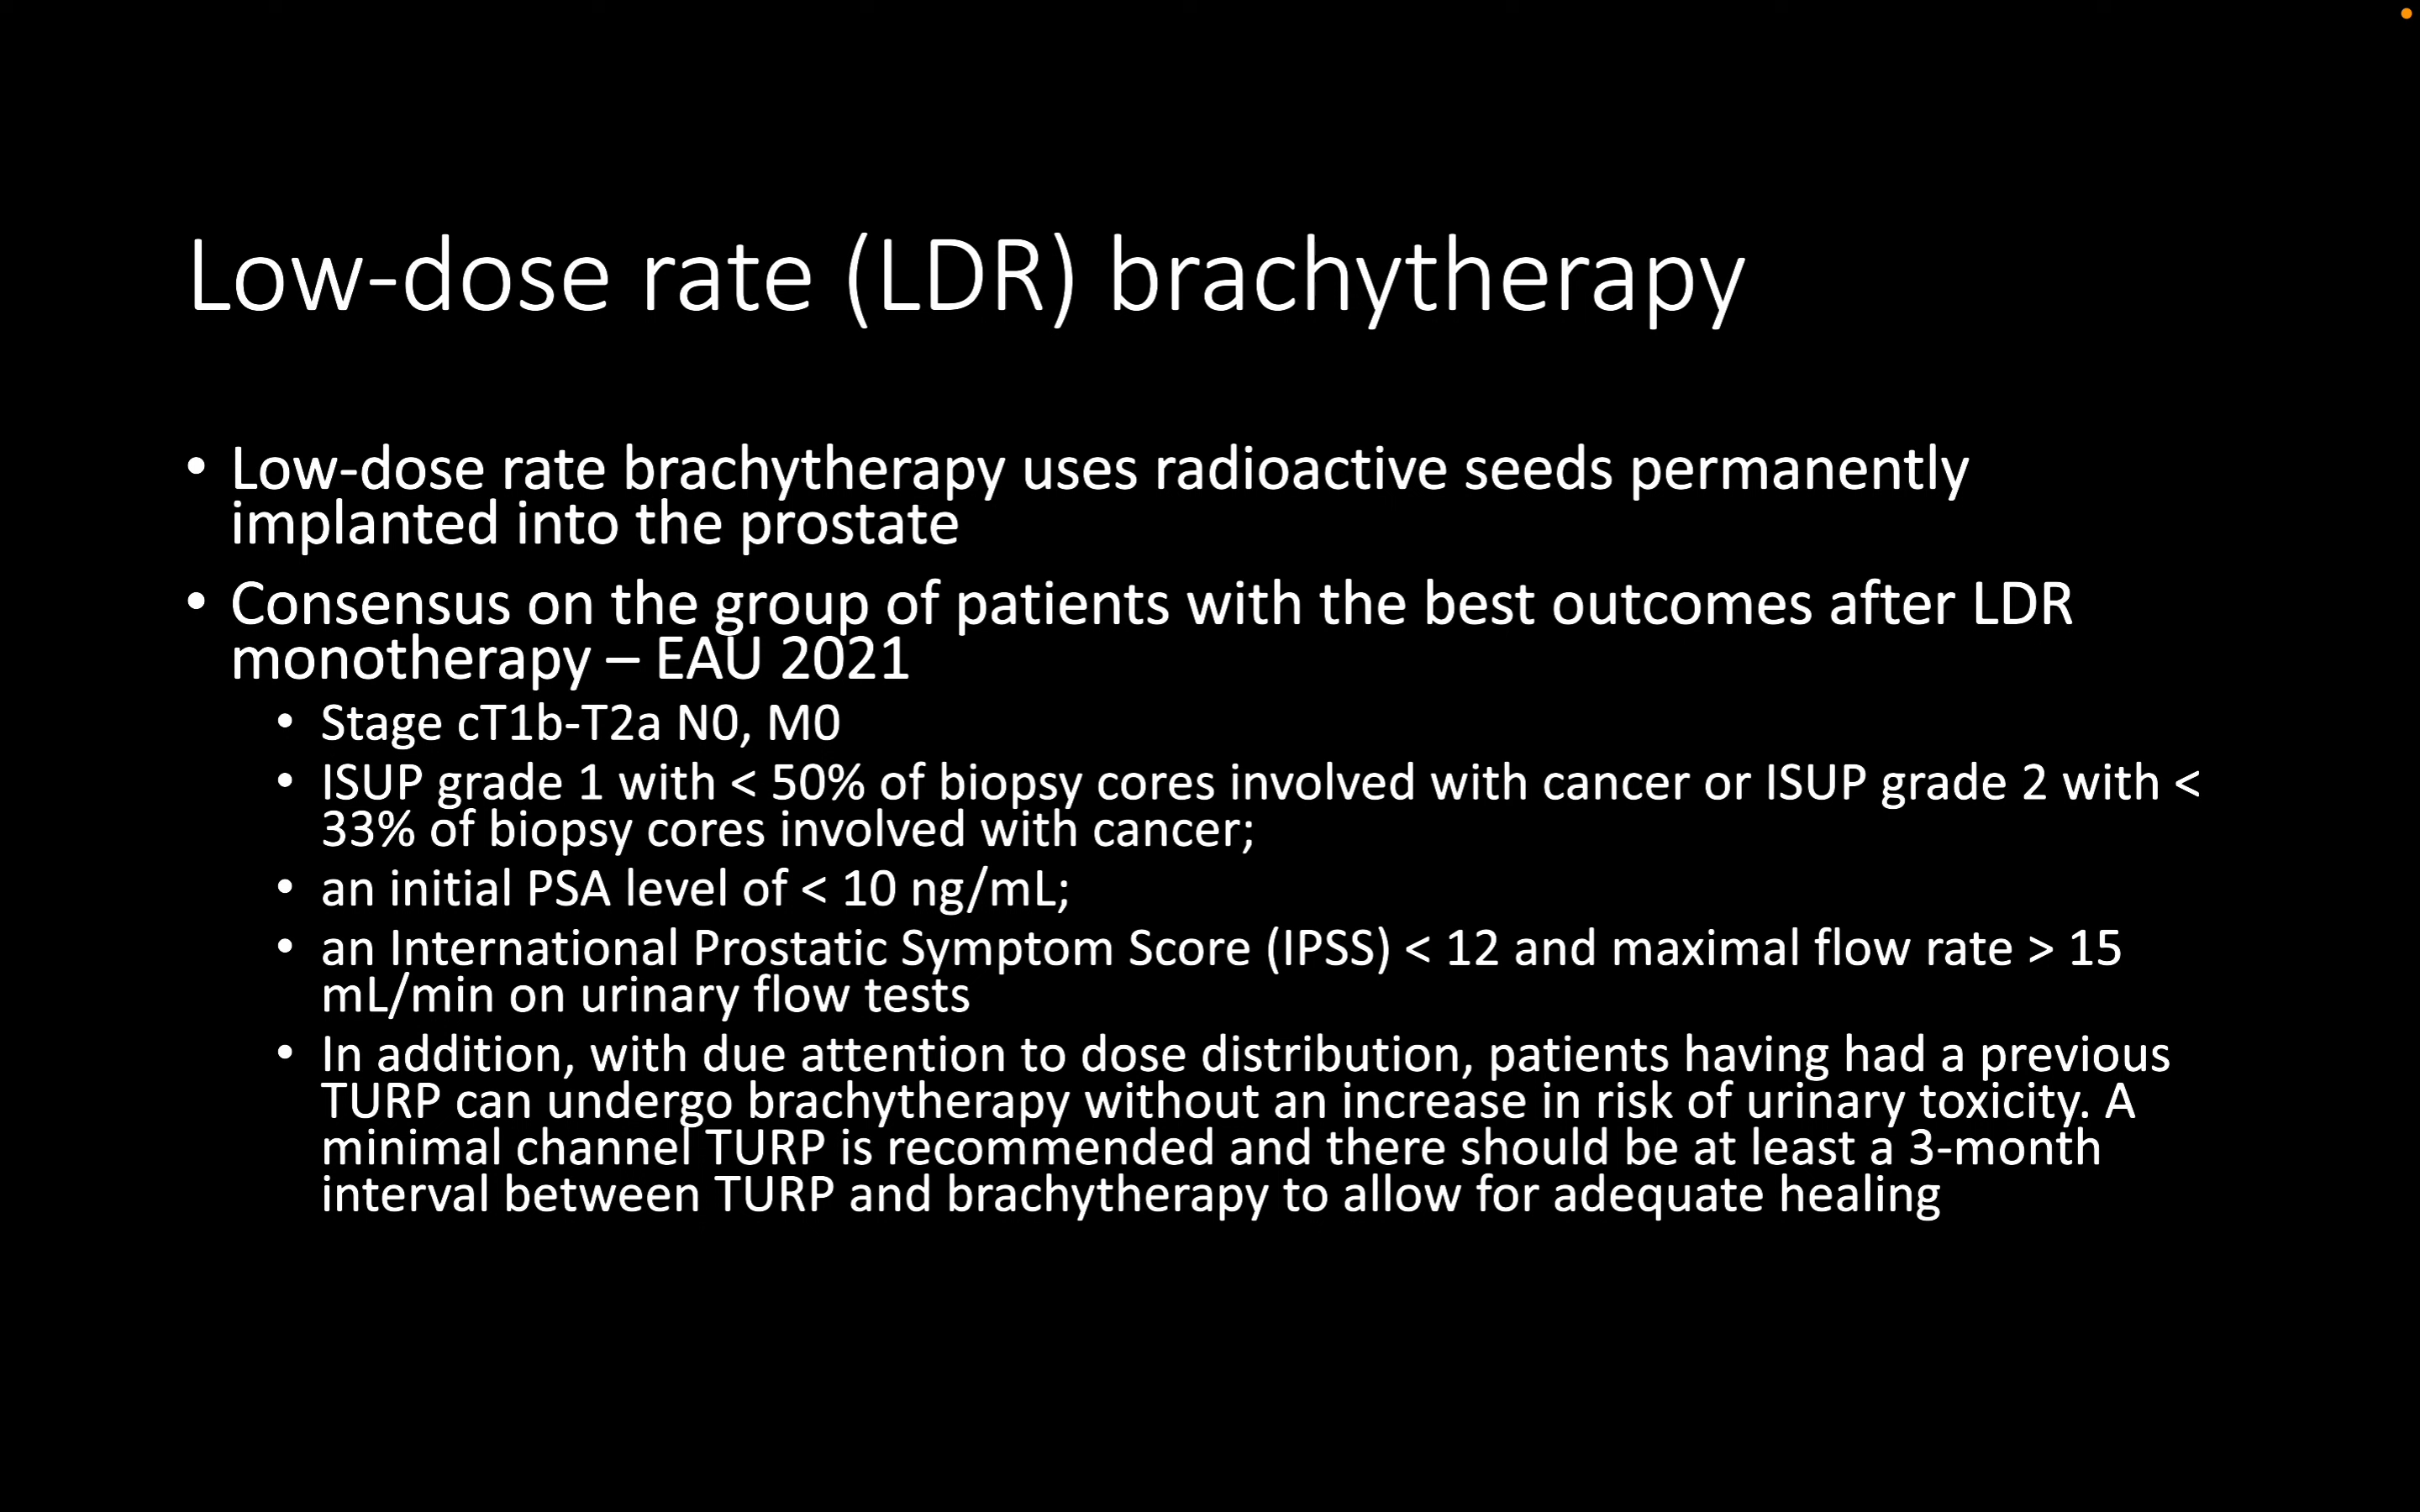 Low-dose rate (LDR) brachytherapy
• Low-dose rate brachytherapy uses radioactive seeds permanently
implanted into the prostate
• Consensus on the group of patients with the best outcomes after LDR
monotherapy – EAU 2021
• Stage cT1b-T2a N0, M0
• ISUP grade 1 with < 50% of biopsy cores involved with cancer or ISUP grade 2 with <
33% of biopsy cores involved with cancer;
• an initial PSA level of < 10 ng/mL;
• an International Prostatic Symptom Score (IPSS) < 12 and maximal flow rate > 15
mL/min on urinary flow tests
• In addition, with due attention to dose distribution, patients having had a previous
TURP can undergo brachytherapy without an increase in risk of urinary toxicity. A
minimal channel TURP is recommended and there should be at least a 3-month
interval between TURP and brachytherapy to allow for adequate healing